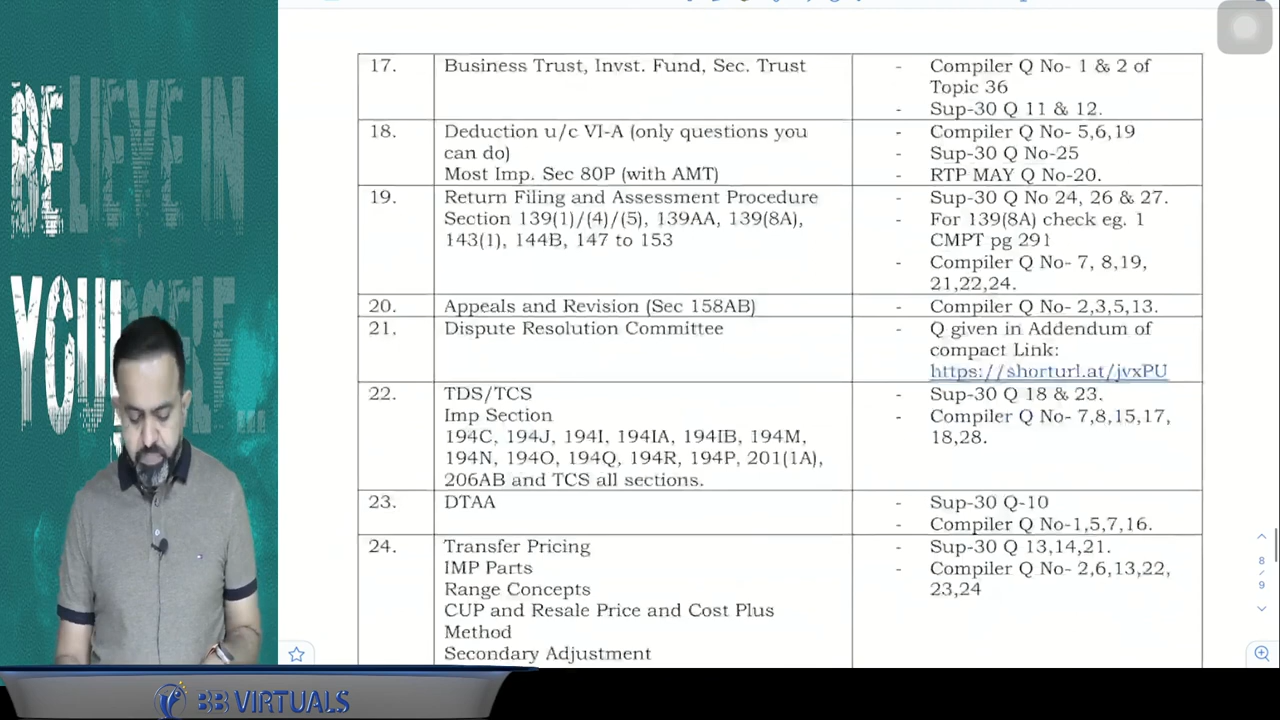 BELIEVE IN
YOURSELF...
17. Business Trust, Invst. Fund, Sec. Trust - Compiler Q No- 1 & 2 of
Topic 36
- Sup-30 Q 11 & 12.
18. Deduction u/c VI-A (only questions you - Compiler Q No- 5,6,19
can do) - Sup-30 Q No-25
Most Imp. Sec 80P (with AMT) - RTP MAY Q No-20.
19. Return Filing and Assessment Procedure - Sup-30 Q No 24, 26 & 27.
Section 139(1)/(4)/(5), 139AA, 139(8A), - For 139(8A) check eg. 1
143(1), 144B, 147 to 153 CMPT pg 291
- Compiler Q No- 7, 8,19,
21,22,24.
20. Appeals and Revision (Sec 158AB) - Compiler Q No- 2,3,5,13.
21. Dispute Resolution Committee - Q given in Addendum of
compact Link:
https://shorturl.at/jvxPU
22. TDS/TCS - Sup-30 Q 18 & 23.
Imp Section - Compiler Q No- 7,8,15,17,
194C, 194J, 194I, 194IA, 194IB, 194M, 18,28.
194N, 194O, 194Q, 194R, 194P, 201(1A),
206AB and TCS all sections.
23. DTAA - Sup-30 Q-10
- Compiler Q No-1,5,7,16.
24. Transfer Pricing - Sup-30 Q 13,14,21.
IMP Parts - Compiler Q No- 2,6,13,22,
Range Concepts 23,24
CUP and Resale Price and Cost Plus
Method
Secondary Adjustment
8
/
9
BB VIRTUALS